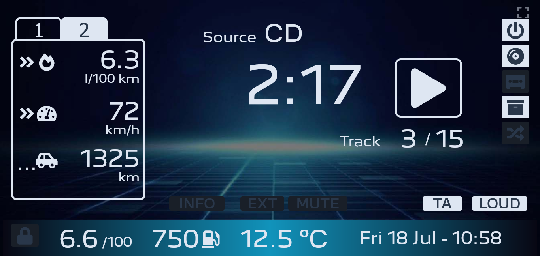 1 2
Source CD
6.3
l/100 km
2:17
72
km/h
Track 3 / 15
1325
km
INFO EXT MUTE TA LOUD
6.6 /100 750 12.5 °C Fri 18 Jul - 10:58